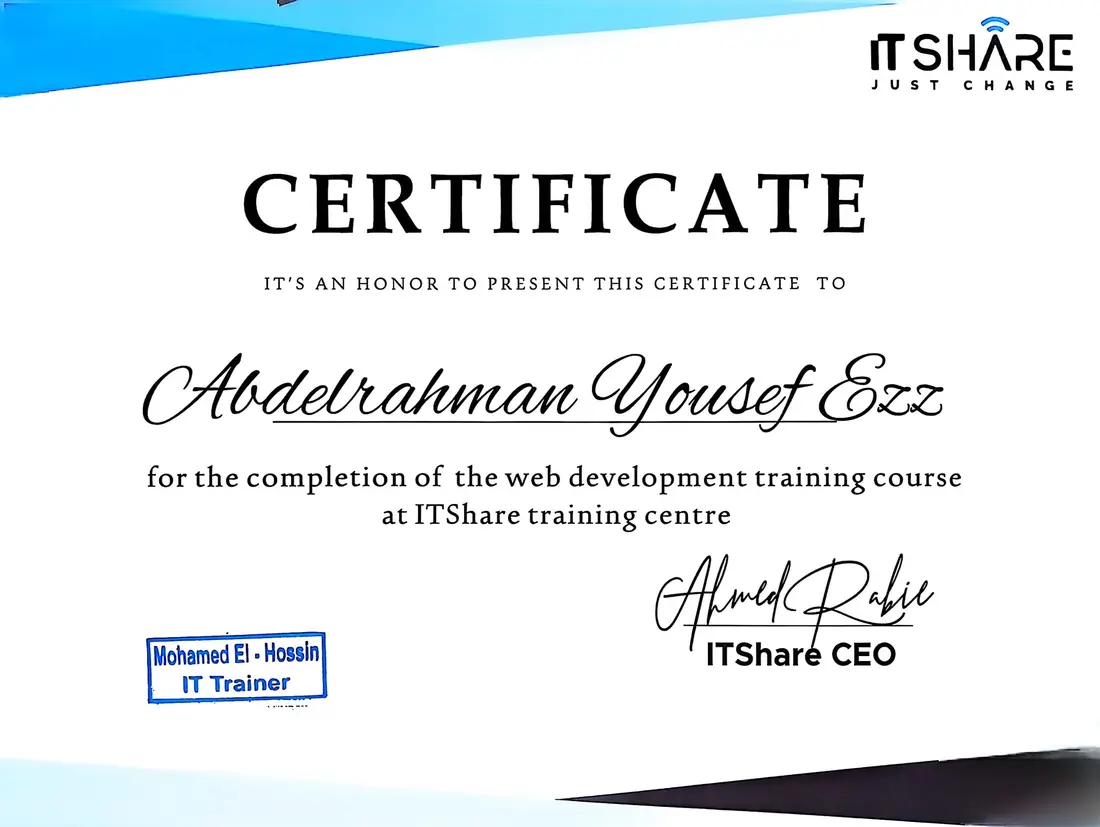 ITSHARE
JUST CHANGE
CERTIFICATE
IT'S AN HONOR TO PRESENT THIS CERTIFICATE TO
Abdelrahman Yousef Ezz
for the completion of the web development training course
at ITShare training centre
Ahmed Rabie
ITShare CEO
Mohamed El - Hossin
IT Trainer